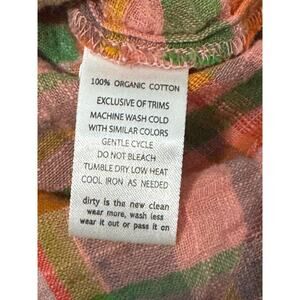 100% ORGANIC COTTON
EXCLUSIVE OF TRIMS
MACHINE WASH COLD
WITH SIMILAR COLORS
GENTLE CYCLE
DO NOT BLEACH
TUMBLE DRY LOW HEAT
COOL IRON AS NEEDED
dirty is the new clean
wear more, wash less
wear it out or pass it on